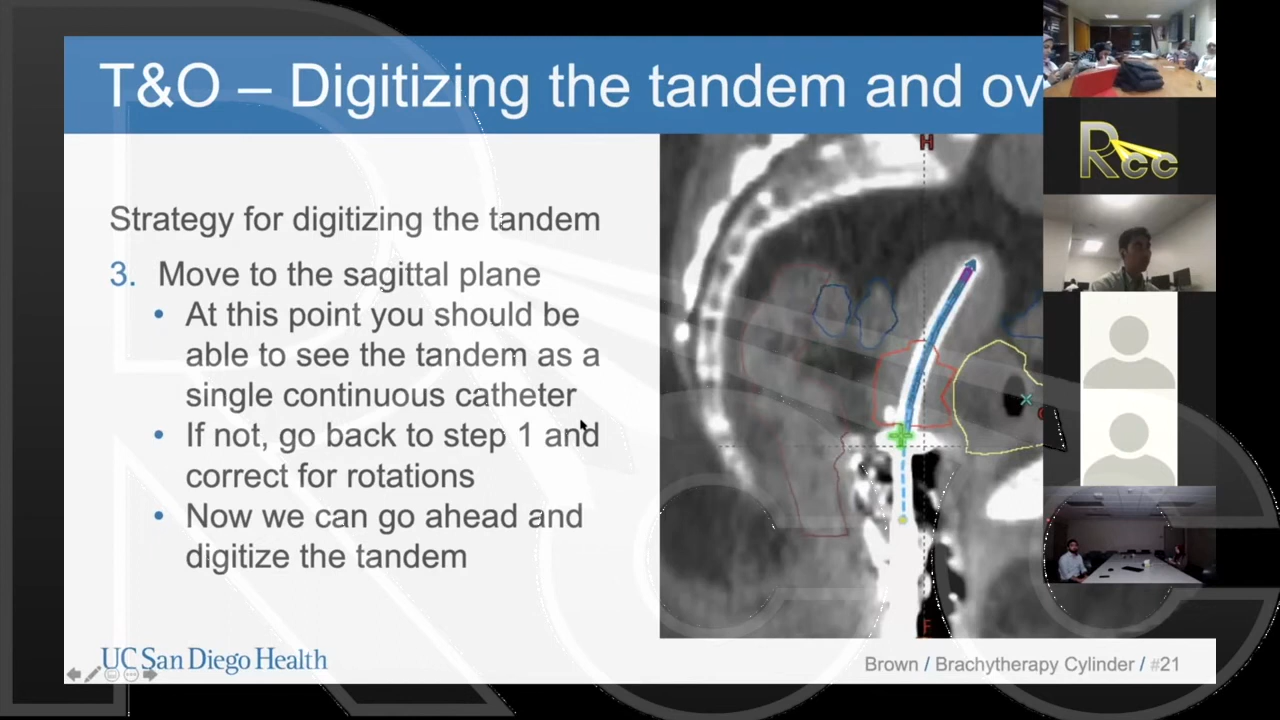 T&O – Digitizing the tandem and ov
H
Rcc
Strategy for digitizing the tandem
3. Move to the sagittal plane
• At this point you should be
able to see the tandem as a
single continuous catheter
• If not, go back to step 1 and
correct for rotations
• Now we can go ahead and
digitize the tandem
F
UC San Diego Health
Brown / Brachytherapy Cylinder / #21